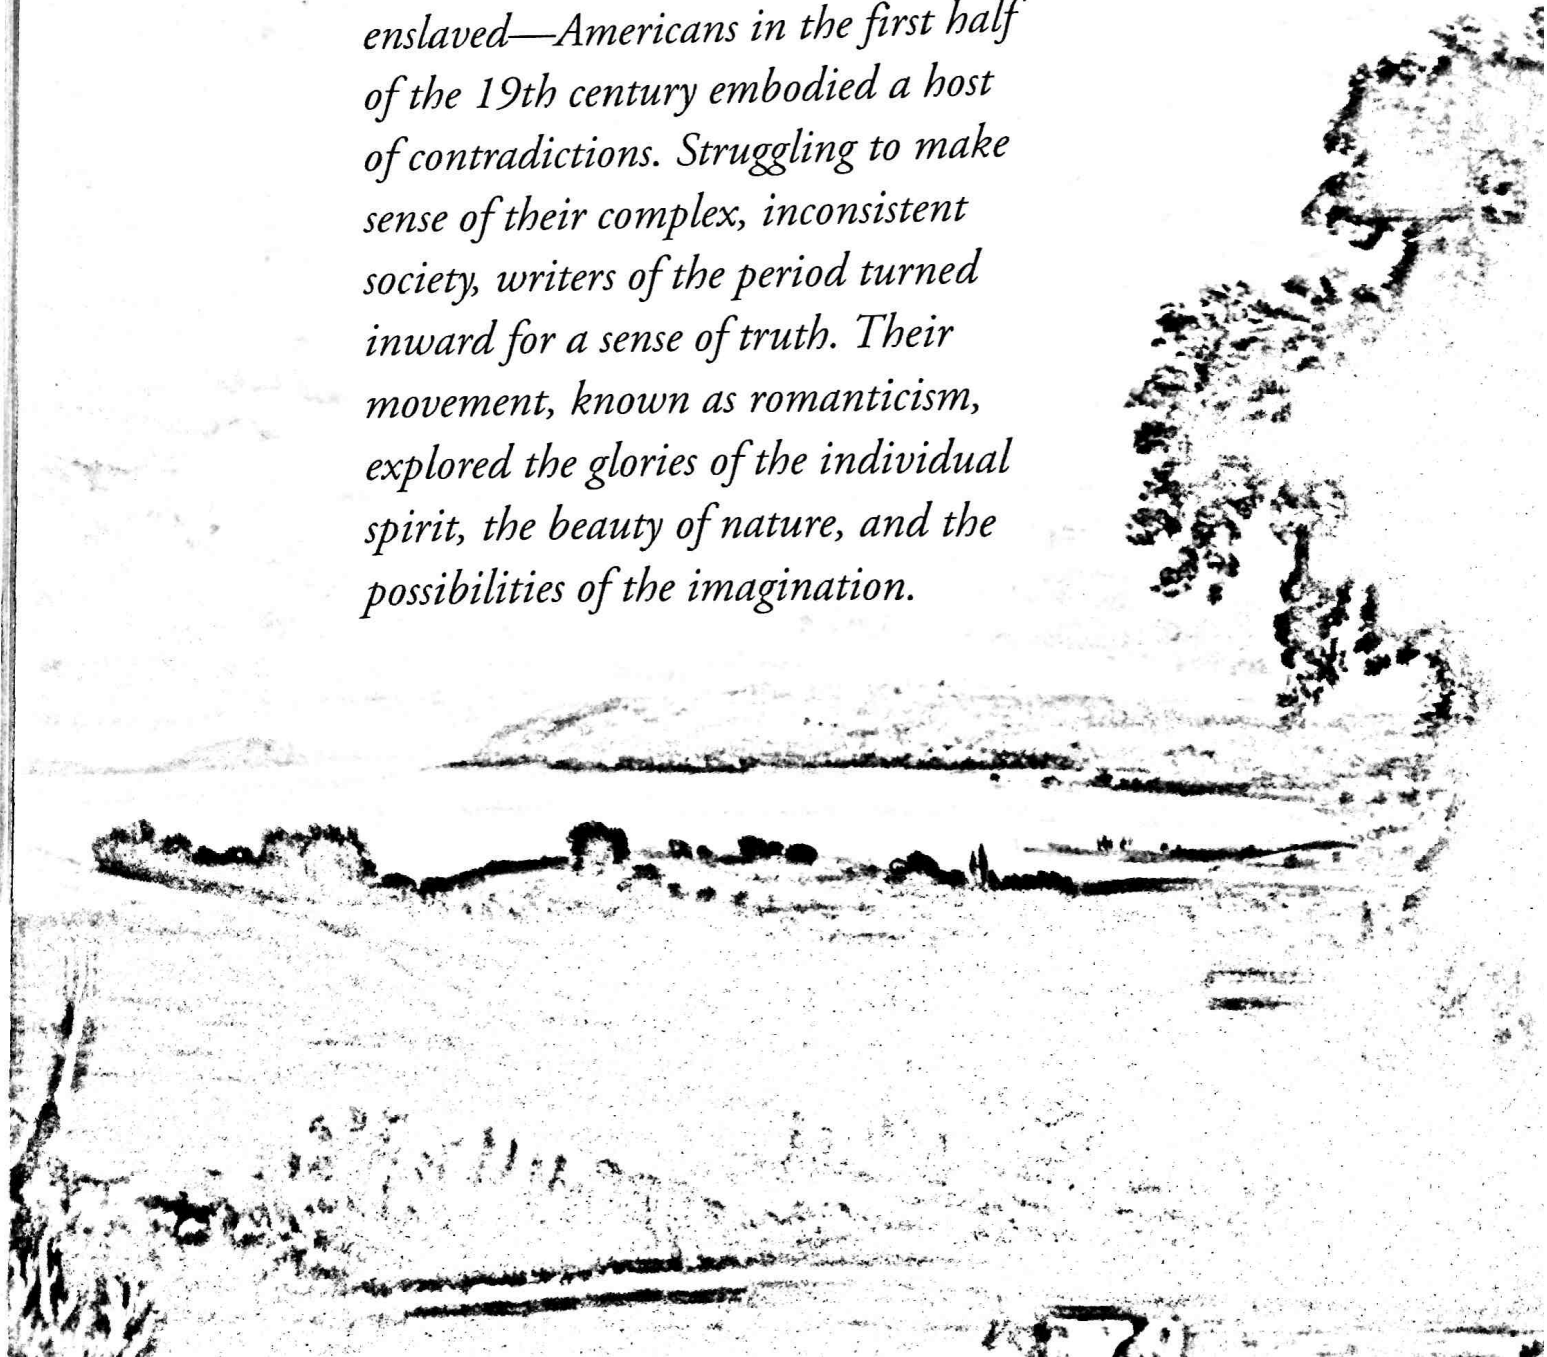 enslaved—Americans in the first half
of the 19th century embodied a host
of contradictions. Struggling to make
sense of their complex, inconsistent
society, writers of the period turned
inward for a sense of truth. Their
movement, known as romanticism,
explored the glories of the individual
spirit, the beauty of nature, and the
possibilities of the imagination.